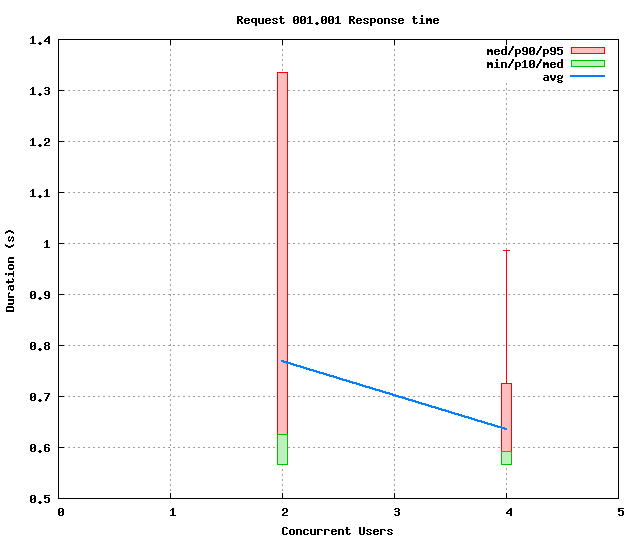 Request 001.001 Response time
med/p90/p95
min/p10/med
avg
1.4
1.3
1.2
1.1
1
0.9
0.8
0.7
0.6
0.5
Duration (s)
0 1 2 3 4 5
Concurrent Users